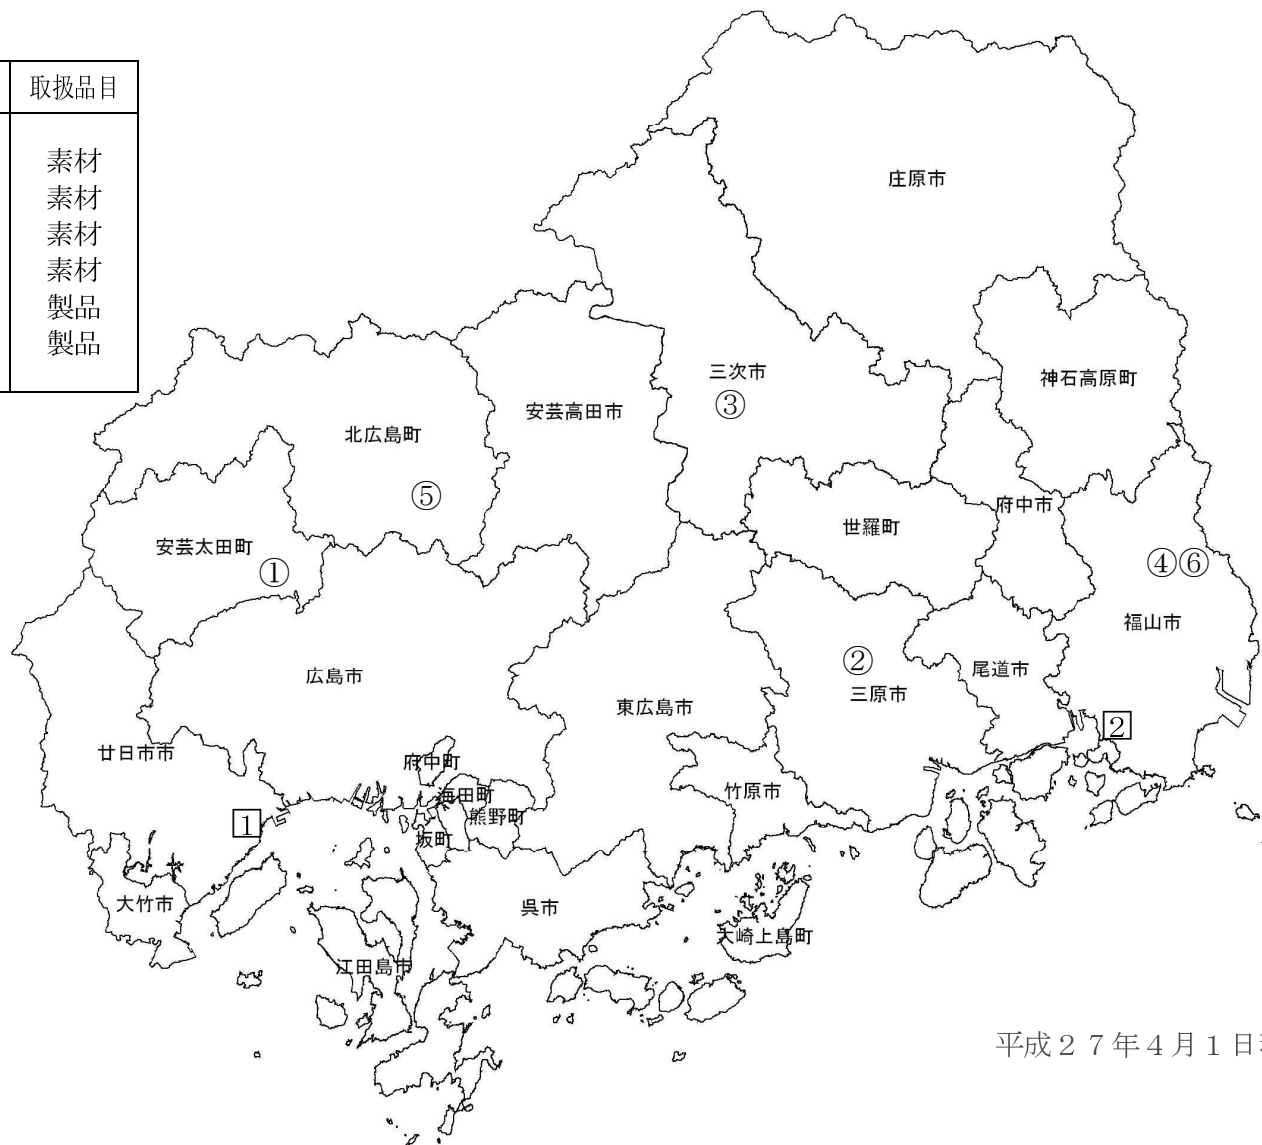 取扱品目
素材
素材
素材
素材
製品
製品
庄原市
神石高原町
三次市
③
安芸高田市
北広島町
⑤
世羅町
府中市
安芸太田町
①
④⑥
福山市
広島市
②
三原市
尾道市
東広島市
2
廿日市市
府中町
海田町
竹原市
熊野町
1
坂町
大竹市
呉市
大崎上島町
江田島市
平成２７年４月１日